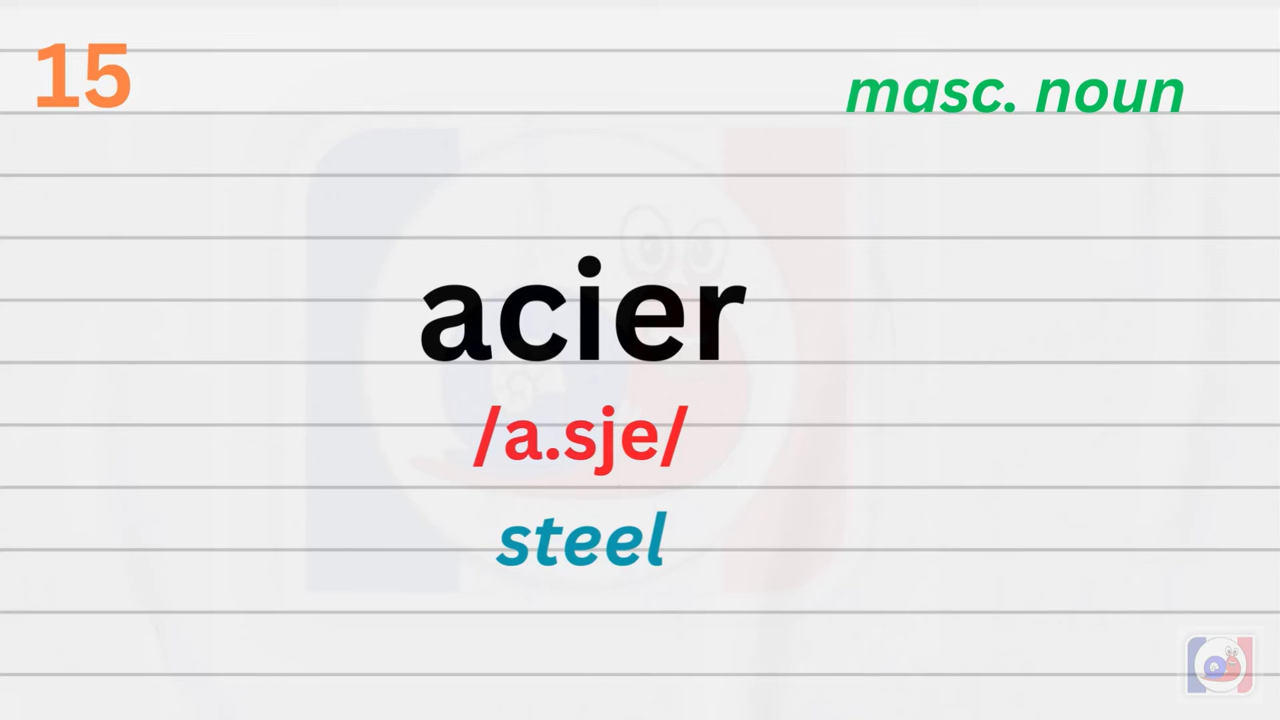 15
masc. noun
acier
/a.sje/
steel